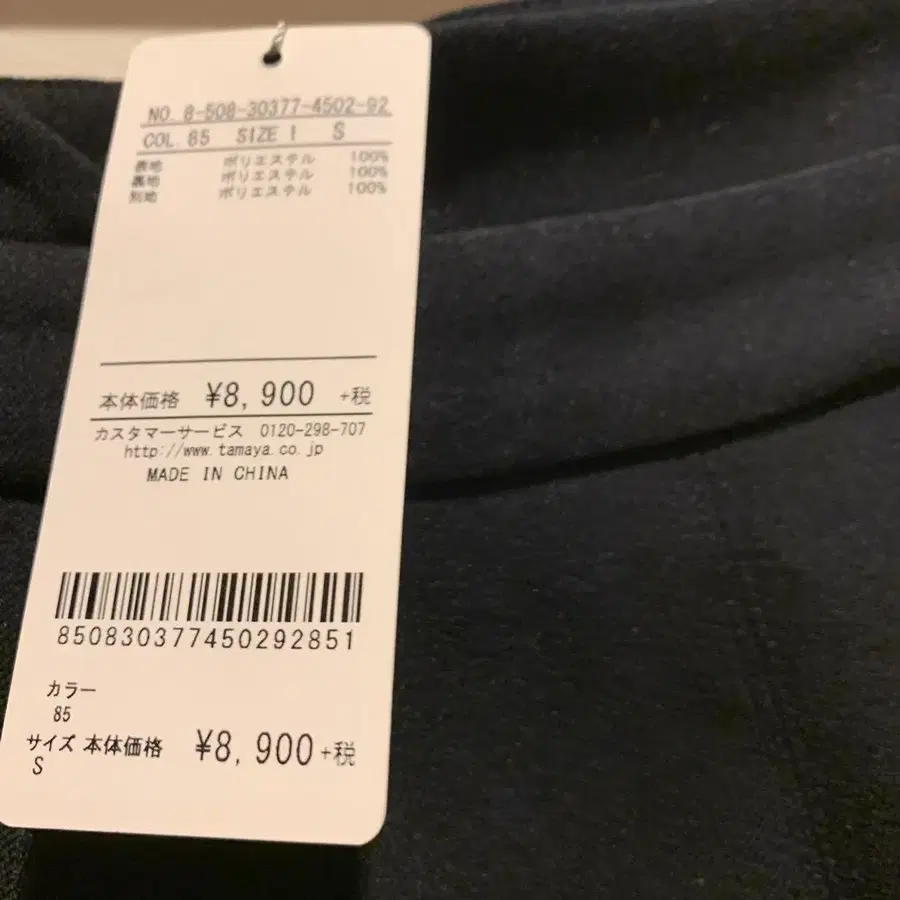 NO. 8-508-30377-4502-92
COL. 85 SIZE I S
表地 ポリエステル 100%
裏地 ポリエステル 100%
別地 ポリエステル 100%
本体価格 ¥8,900 +税
カスタマーサービス 0120-298-707
http://www.tamaya.co.jp
MADE IN CHINA
850830377450292851
カラー
85
サイズ 本体価格 ¥8,900+税
S